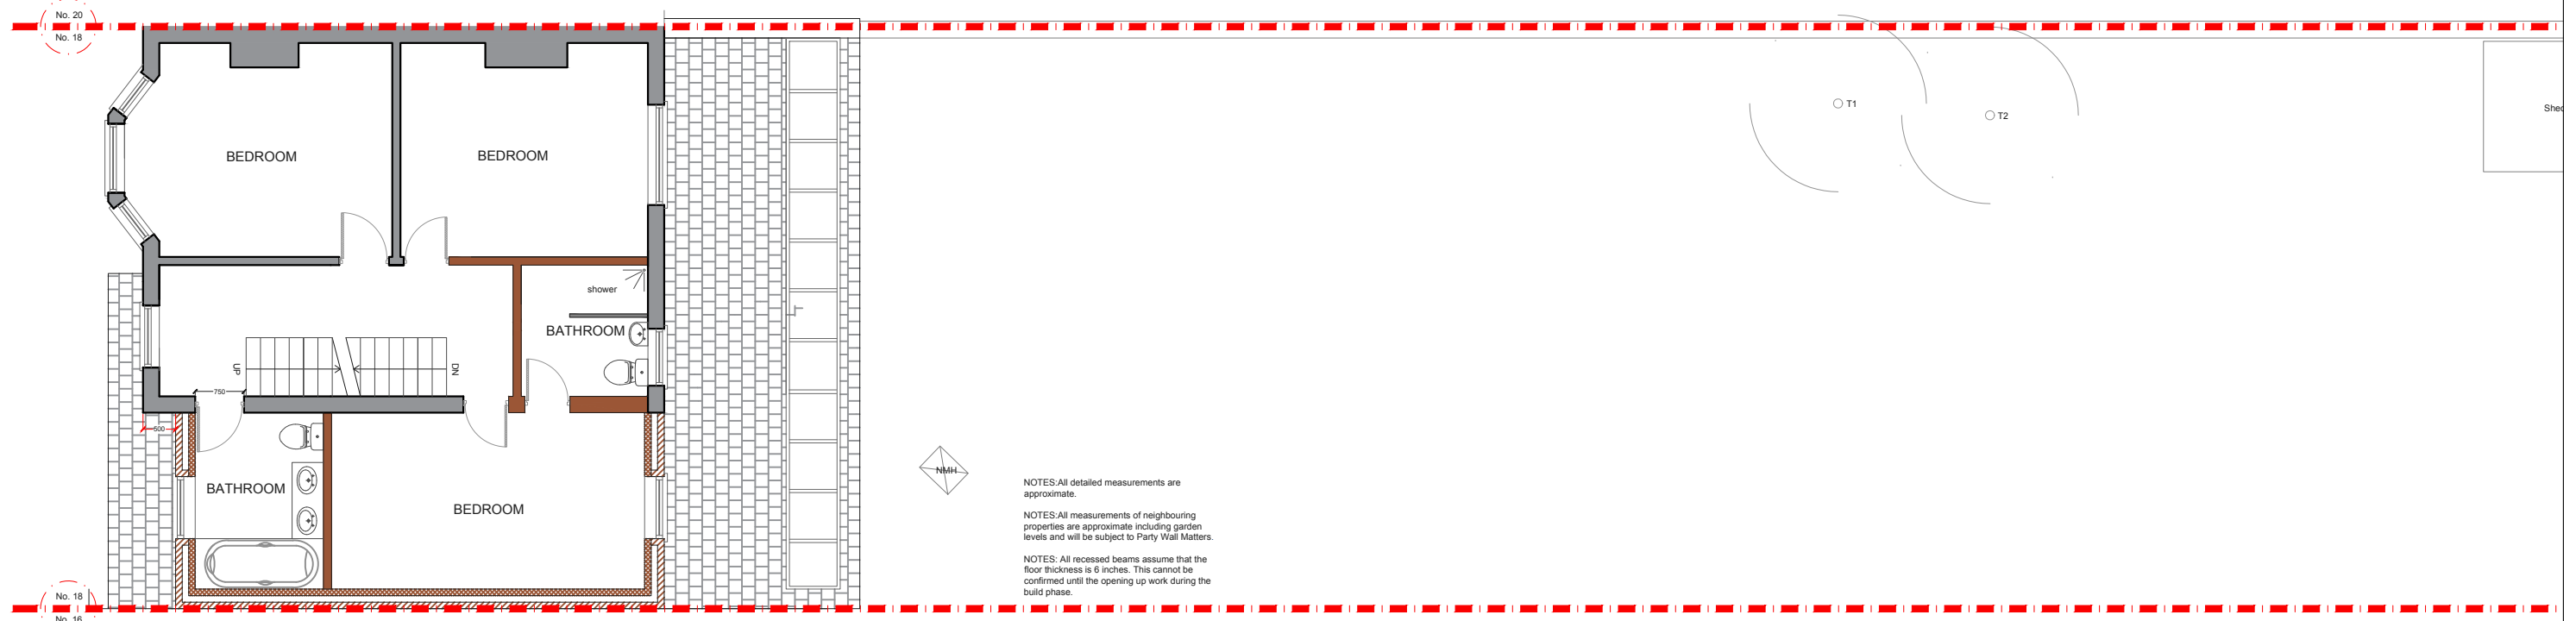 No. 20
No. 18
BEDROOM
BEDROOM
T1
T2
shower
BATHROOM
UP
DN
750
500
BATHROOM
BEDROOM
NMH
NOTES:All detailed measurements are
approximate.
NOTES:All measurements of neighbouring
properties are approximate including garden
levels and will be subject to Party Wall Matters.
NOTES: All recessed beams assume that the
floor thickness is 6 inches. This cannot be
confirmed until the opening up work during the
build phase.
No. 18
No. 16